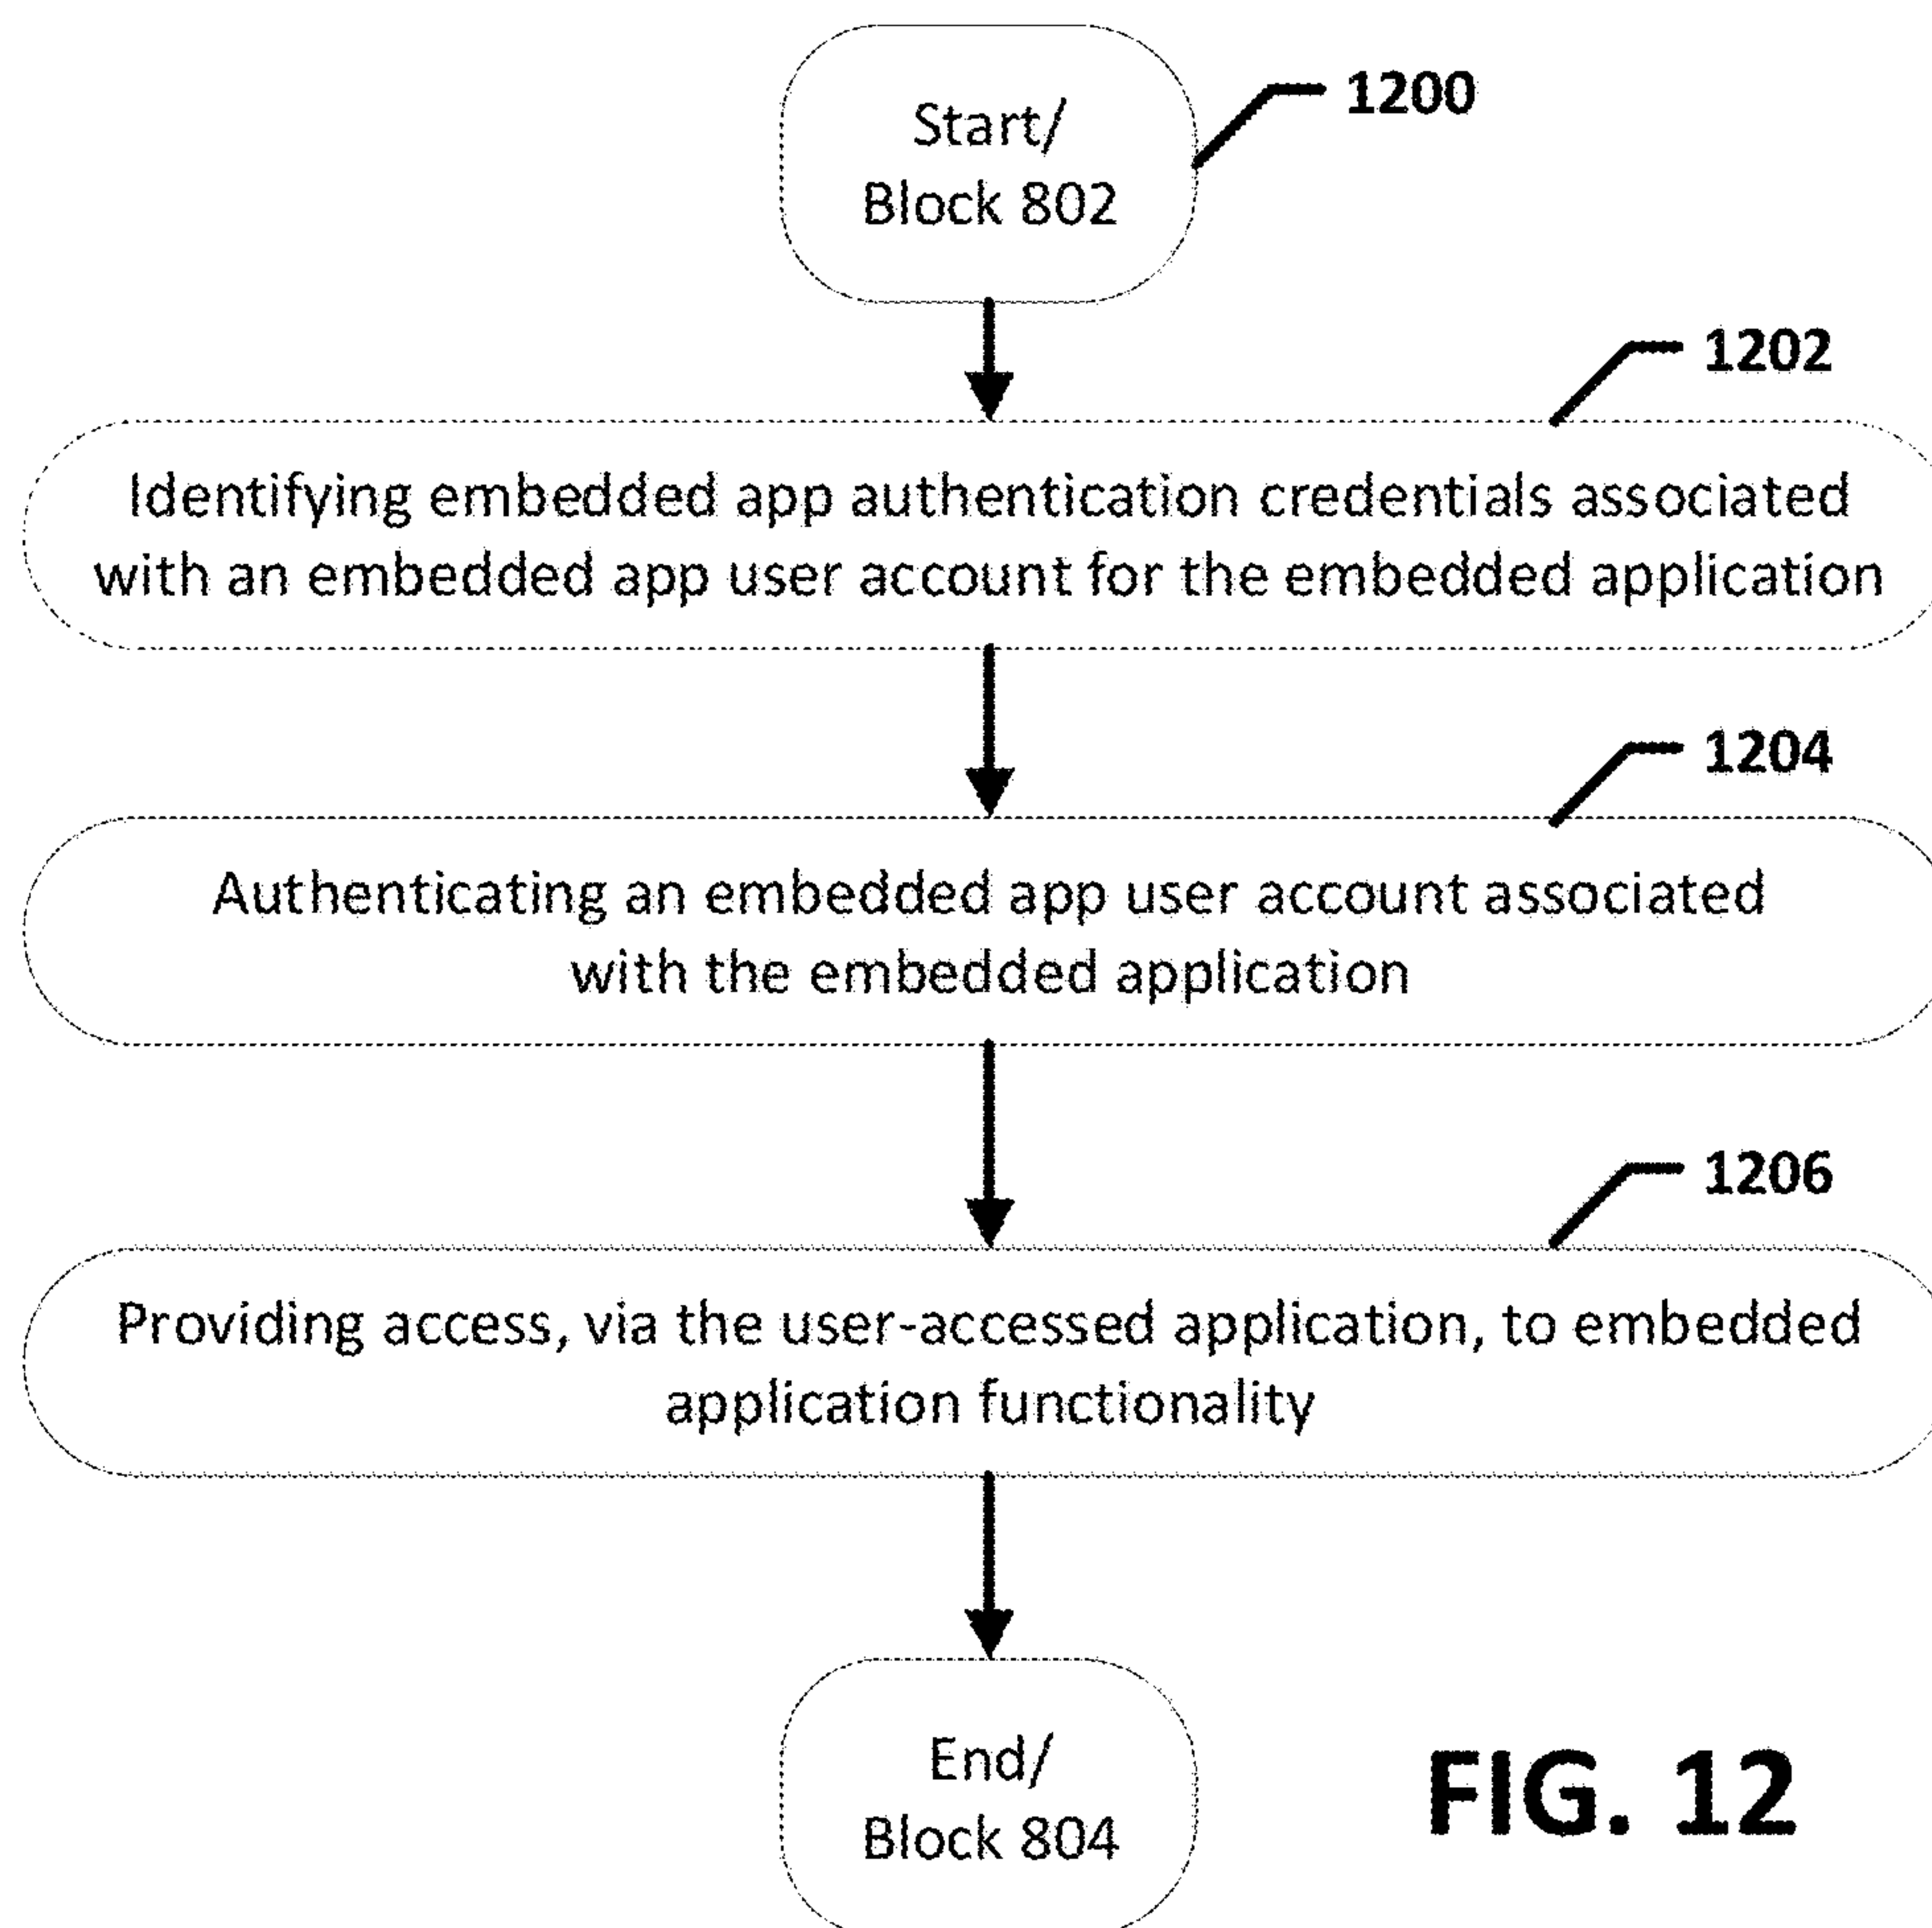 Start/
Block 802
1200
1202
Identifying embedded app authentication credentials associated
with an embedded app user account for the embedded application
1204
Authenticating an embedded app user account associated
with the embedded application
1206
Providing access, via the user-accessed application, to embedded
application functionality
End/
Block 804
FIG. 12